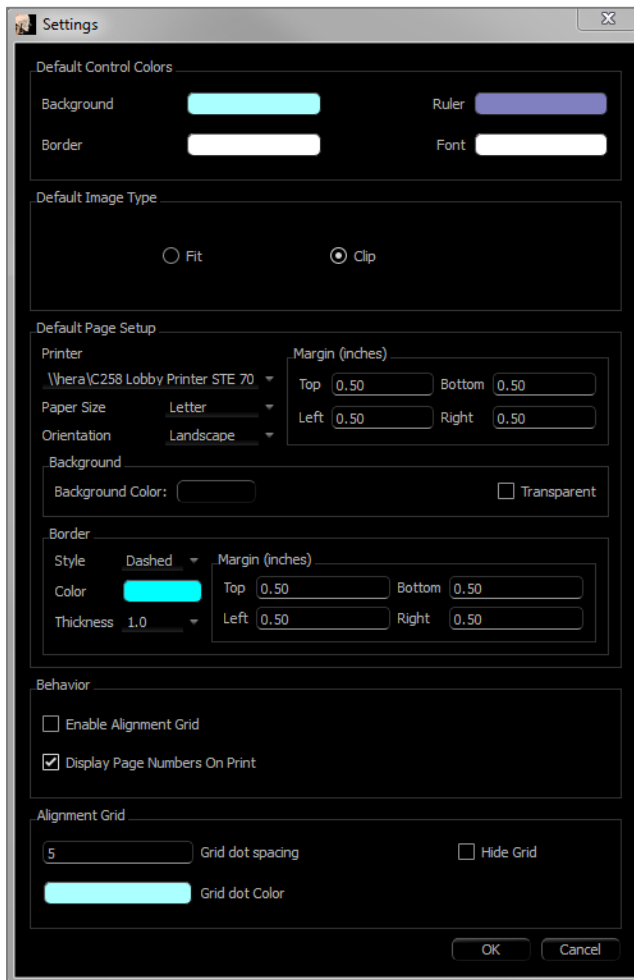 Settings
Default Control Colors
Background Ruler
Border Font
Default Image Type
Fit Clip
Default Page Setup
Printer Margin (inches)
\\hera\C258 Lobby Printer STE 70 Top 0.50 Bottom 0.50
Paper Size Letter
Left 0.50 Right 0.50
Orientation Landscape
Background
Background Color: Transparent
Border
Style Dashed Margin (inches)
Color Top 0.50 Bottom 0.50
Thickness 1.0 Left 0.50 Right 0.50
Behavior
Enable Alignment Grid
Display Page Numbers On Print
Alignment Grid
5 Grid dot spacing Hide Grid
Grid dot Color
OK Cancel